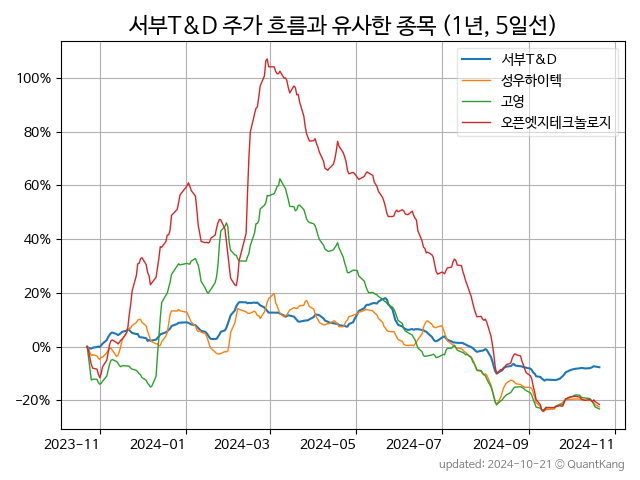 서부T&D 주가 흐름과 유사한 종목 (1년, 5일선)
서부T&D
성우하이텍
고영
오픈엣지테크놀로지
100%
80%
60%
40%
20%
0%
−20%
2023-11 2024-01 2024-03 2024-05 2024-07 2024-09 2024-11
updated: 2024-10-21 © QuantKang